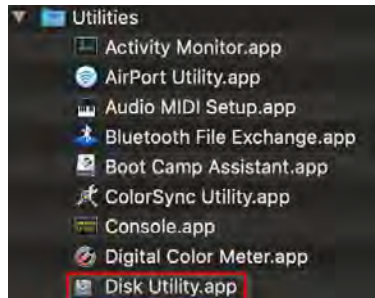 Utilities
Activity Monitor.app
AirPort Utility.app
Audio MIDI Setup.app
Bluetooth File Exchange.app
Boot Camp Assistant.app
ColorSync Utility.app
Console.app
Digital Color Meter.app
Disk Utility.app